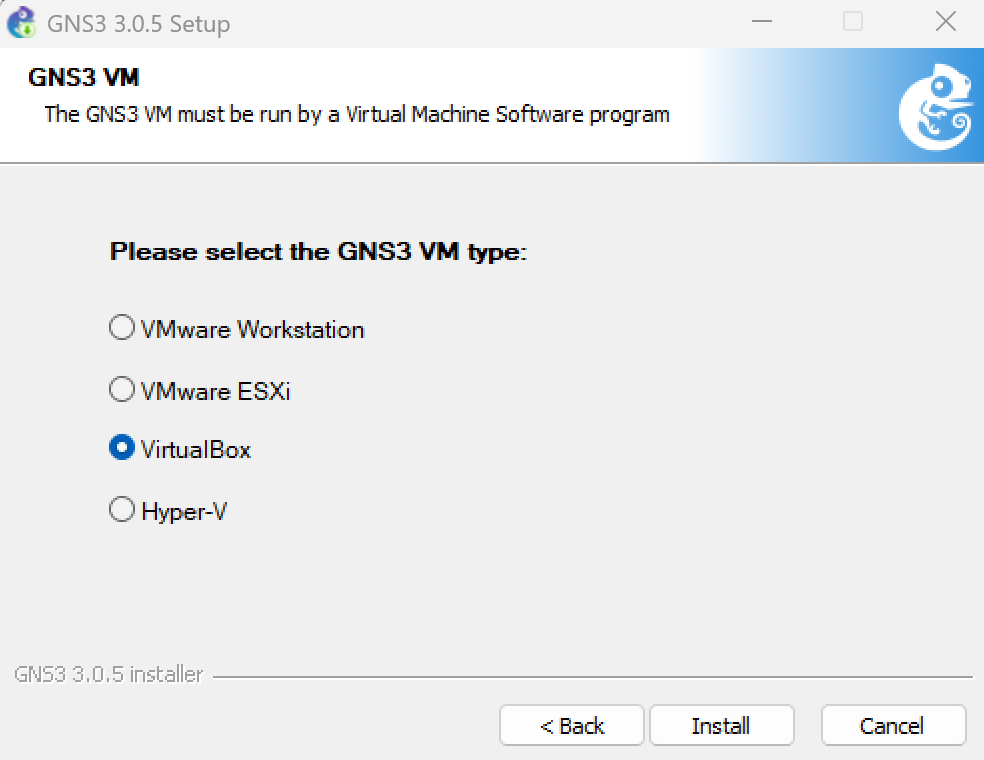 GNS3 3.0.5 Setup
GNS3 VM
The GNS3 VM must be run by a Virtual Machine Software program
Please select the GNS3 VM type:
VMware Workstation
VMware ESXi
VirtualBox
Hyper-V
GNS3 3.0.5 installer
< Back Install Cancel